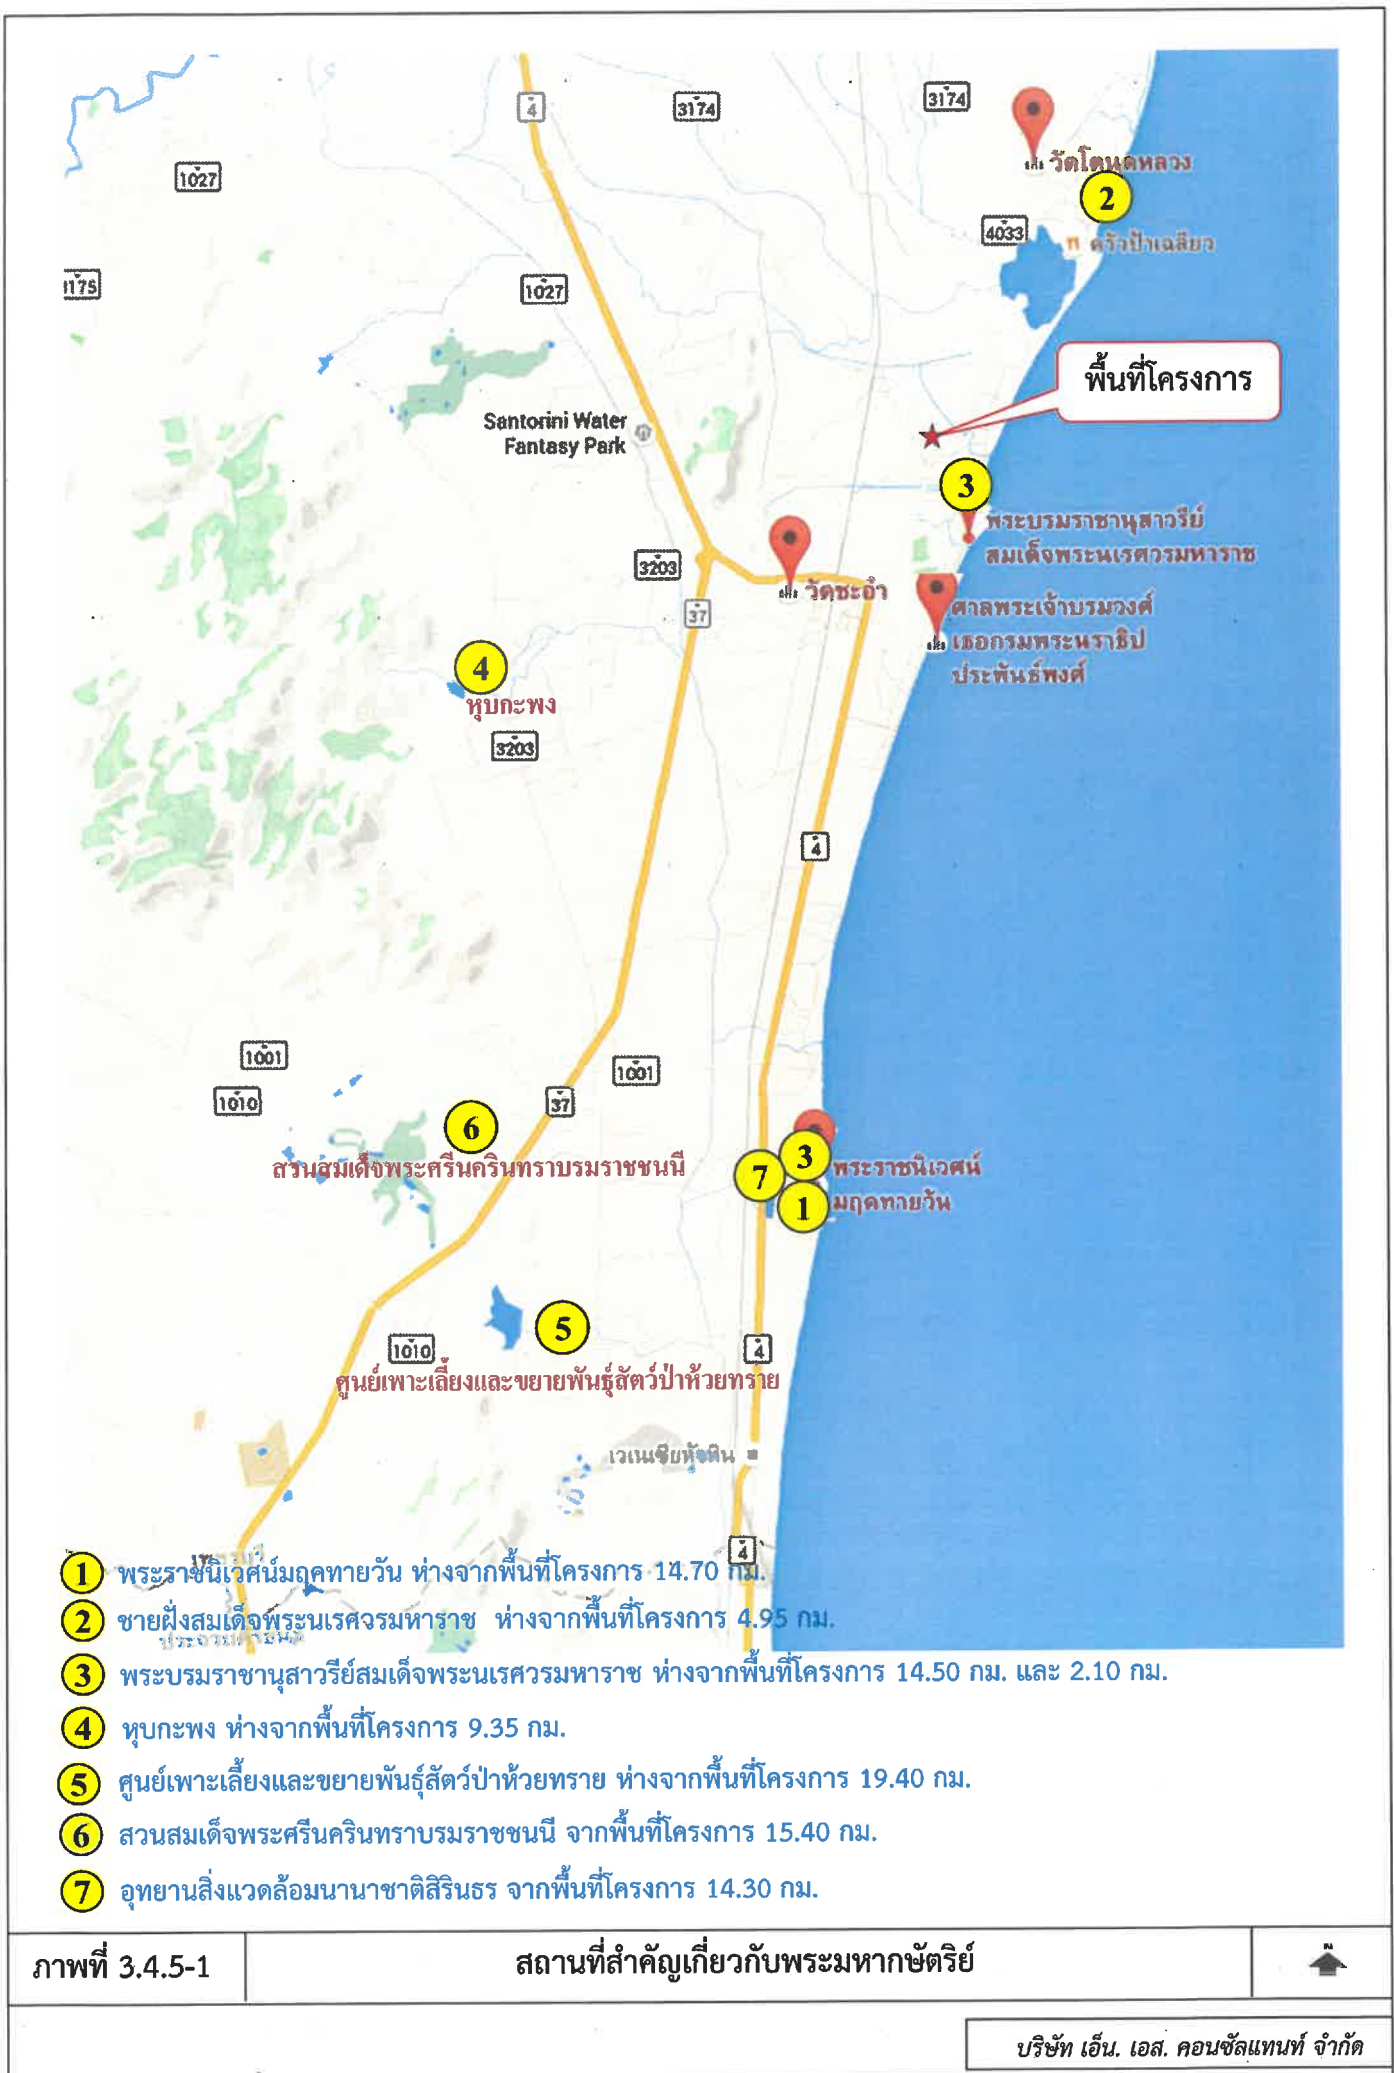 4
3174
3174
วัดโตนดหลวง
1027
2
4033
ครัวป้าเฉลียว
1175
1027
พื้นที่โครงการ
Santorini Water
Fantasy Park
3
พระบรมราชานุสาวรีย์
สมเด็จพระนเรศวรมหาราช
3203
วัดชะอำ
37
ศาลพระเจ้าบรมวงศ์
เธอกรมพระนราธิป
ประพันธ์พงศ์
4
หุบกะพง
3203
4
1001
1001
1010
37
6
สวนสมเด็จพระศรีนครินทราบรมราชชนนี
3
7
พระราชนิเวศน์
1
มฤคทายวัน
5
1010
4
ศูนย์เพาะเลี้ยงและขยายพันธุ์สัตว์ป่าห้วยทราย
เวเนเซียหัวหิน
4
1 พระราชนิเวศน์มฤคทายวัน ห่างจากพื้นที่โครงการ 14.70 กม.
2 ชายฝั่งสมเด็จพระนเรศวรมหาราช ห่างจากพื้นที่โครงการ 4.95 กม.
3 พระบรมราชานุสาวรีย์สมเด็จพระนเรศวรมหาราช ห่างจากพื้นที่โครงการ 14.50 กม. และ 2.10 กม.
4 หุบกะพง ห่างจากพื้นที่โครงการ 9.35 กม.
5 ศูนย์เพาะเลี้ยงและขยายพันธุ์สัตว์ป่าห้วยทราย ห่างจากพื้นที่โครงการ 19.40 กม.
6 สวนสมเด็จพระศรีนครินทราบรมราชชนนี จากพื้นที่โครงการ 15.40 กม.
7 อุทยานสิ่งแวดล้อมนานาชาติสิรินธร จากพื้นที่โครงการ 14.30 กม.
ภาพที่ 3.4.5-1
สถานที่สำคัญเกี่ยวกับพระมหากษัตริย์
น
บริษัท เอ็น. เอส. คอนซัลแทนท์ จำกัด